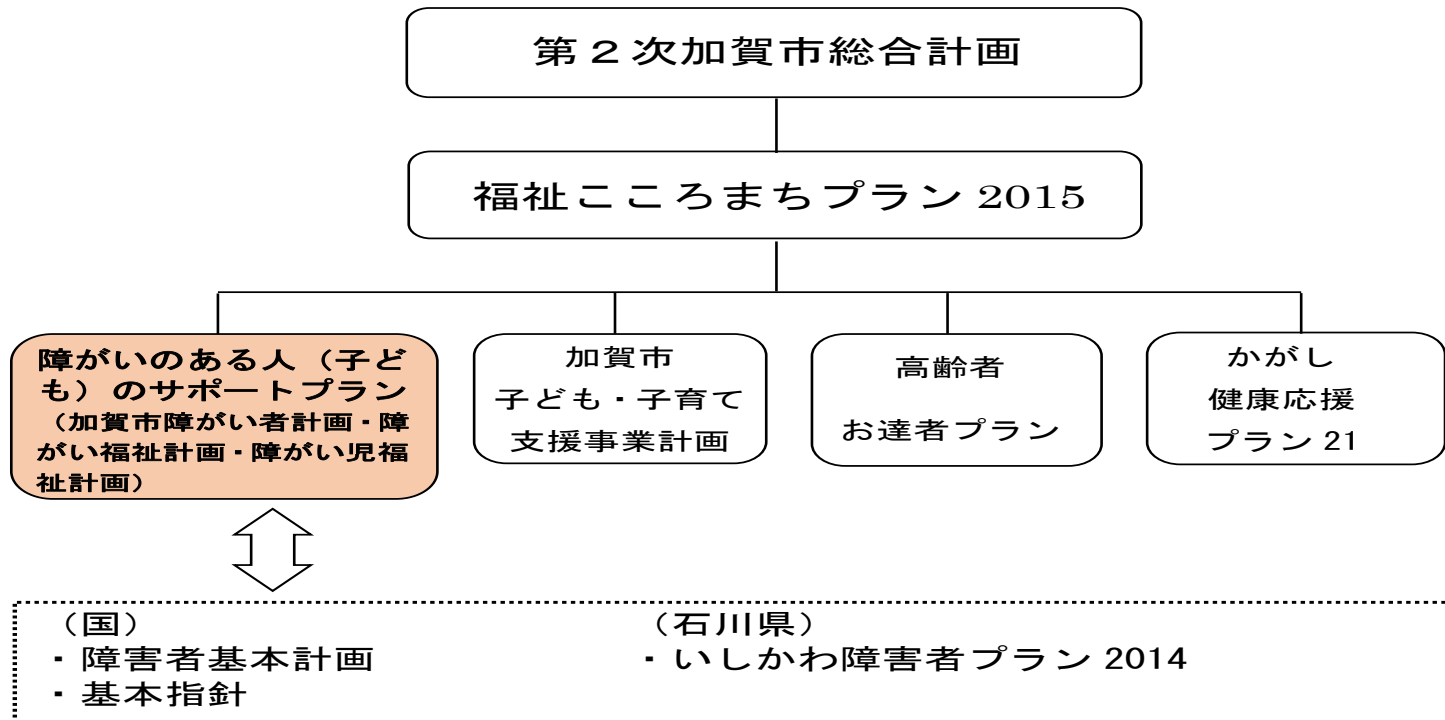 第２次加賀市総合計画
福祉こころまちプラン 2015
障がいのある人（子ど
も）のサポートプラン
（加賀市障がい者計画・障
がい福祉計画・障がい児福
祉計画）
加賀市
子ども・子育て
支援事業計画
高齢者
お達者プラン
かがし
健康応援
プラン 21
（国）
・障害者基本計画
・基本指針
（石川県）
・いしかわ障害者プラン 2014